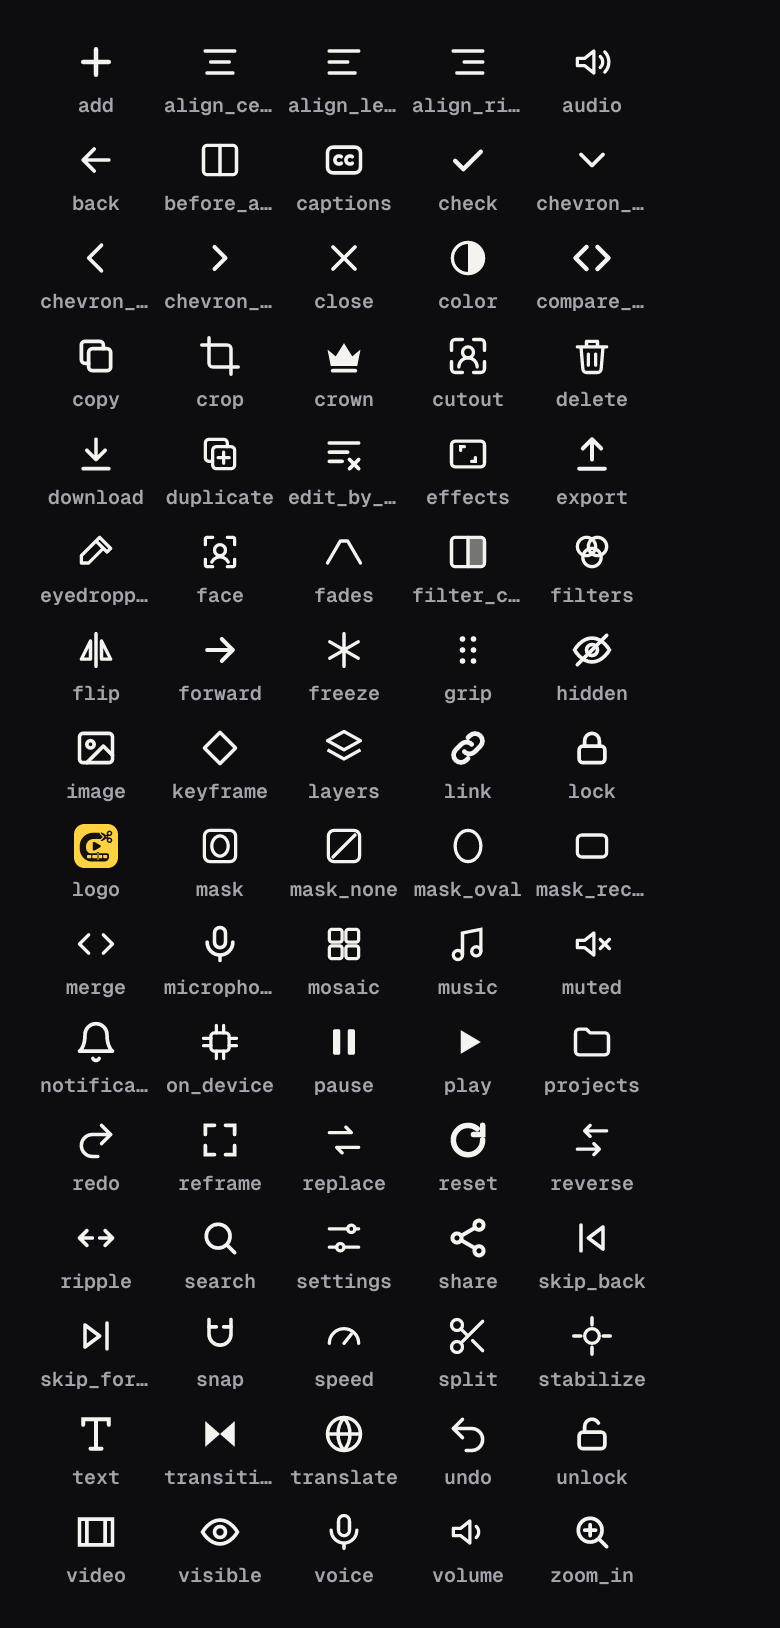 add align_ce… align_le… align_ri… audio
back before_a… captions check chevron_…
chevron_… chevron_… close color compare_…
copy crop crown cutout delete
download duplicate edit_by_… effects export
eyedropp… face fades filter_c… filters
flip forward freeze grip hidden
image keyframe layers link lock
logo mask mask_none mask_oval mask_rec…
merge micropho… mosaic music muted
notifica… on_device pause play projects
redo reframe replace reset reverse
ripple search settings share skip_back
skip_for… snap speed split stabilize
text transiti… translate undo unlock
video visible voice volume zoom_in